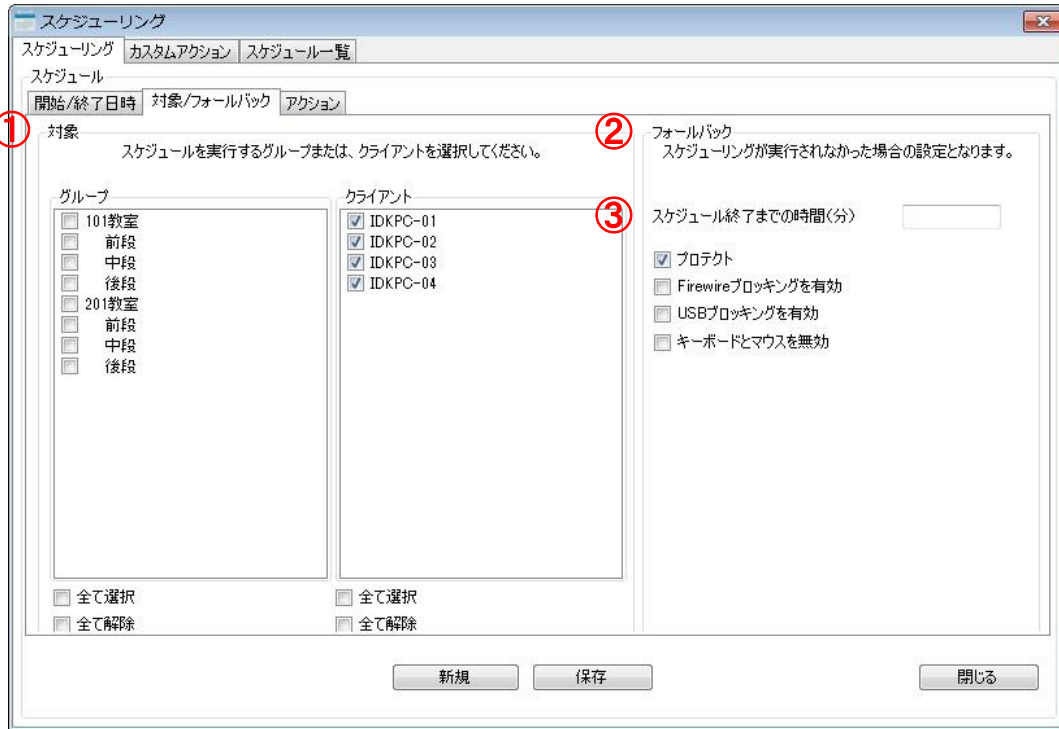 スケジューリング
スケジューリング カスタムアクション スケジュール一覧
スケジュール
開始/終了日時 対象/フォールバック アクション
① 対象
スケジュールを実行するグループまたは、クライアントを選択してください。
グループ
101教室
前段
中段
後段
201教室
前段
中段
後段
全て選択
全て解除
クライアント
IDKPC-01
IDKPC-02
IDKPC-03
IDKPC-04
全て選択
全て解除
② フォールバック
スケジューリングが実行されなかった場合の設定となります。
③ スケジュール終了までの時間(分)
プロテクト
Firewireブロッキングを有効
USBブロッキングを有効
キーボードとマウスを無効
新規 保存 閉じる